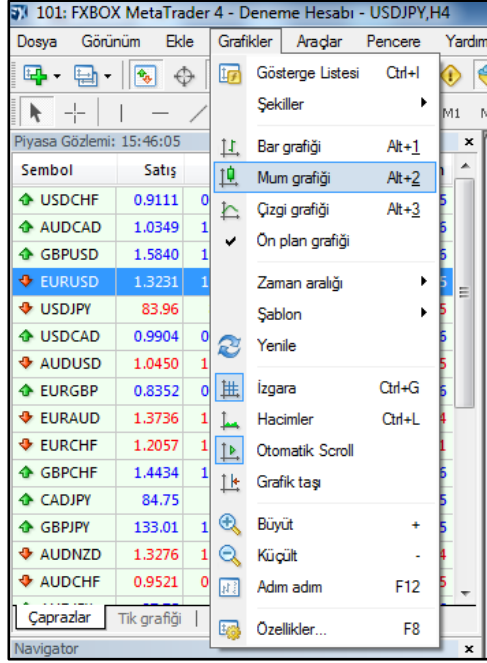 101: FXBOX MetaTrader 4 - Deneme Hesabı - USDJPY,H4
Dosya Görünüm Ekle Grafikler Araçlar Pencere Yardım
M1
Piyasa Gözlemi: 15:46:05
Sembol Satış
USDCHF 0.9111
AUDCAD 1.0349
GBPUSD 1.5840
EURUSD 1.3231
USDJPY 83.96
USDCAD 0.9904
AUDUSD 1.0450
EURGBP 0.8352
EURAUD 1.3736
EURCHF 1.2057
GBPCHF 1.4434
CADJPY 84.75
GBPJPY 133.01
AUDNZD 1.3276
AUDCHF 0.9521
Çaprazlar Tik grafiği
Navigator
Gösterge Listesi Ctrl+I
Şekiller
Bar grafiği Alt+1
Mum grafiği Alt+2
Çizgi grafiği Alt+3
Ön plan grafiği
Zaman aralığı
Şablon
Yenile
Izgara Ctrl+G
Hacimler Ctrl+L
Otomatik Scroll
Grafik taşı
Büyüt +
Küçült -
Adım adım F12
Özellikler... F8